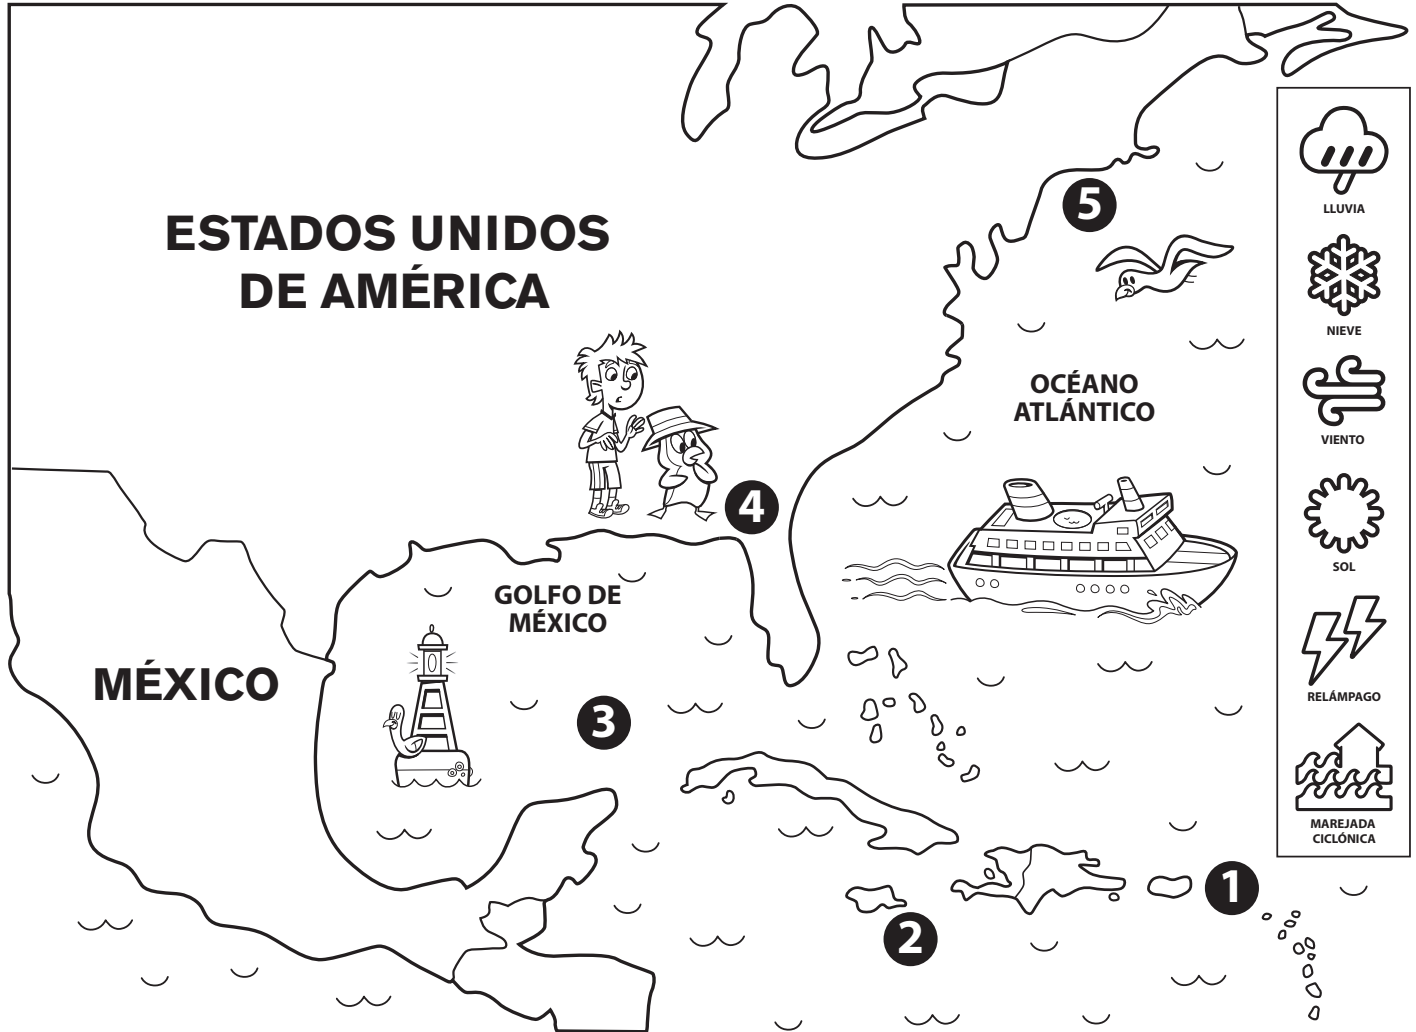 ESTADOS UNIDOS
DE AMÉRICA
MÉXICO
GOLFO DE
MÉXICO
OCÉANO
ATLÁNTICO
5
4
3
2
1
LLUVIA
NIEVE
VIENTO
SOL
RELÁMPAGO
MAREJADA
CICLÓNICA